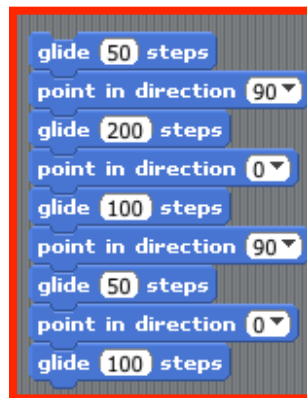 glide 50 steps
point in direction 90
glide 200 steps
point in direction 0
glide 100 steps
point in direction 90
glide 50 steps
point in direction 0
glide 100 steps